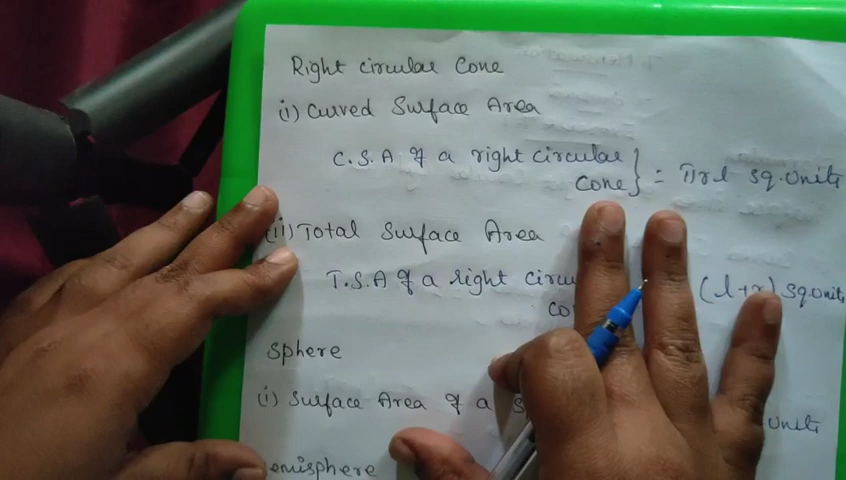 Right circular Cone
(i) Curved Surface Area
C.S.A of a right circular
Cone } = πrl sq.units
(ii) Total Surface Area
T.S.A of a right circu (l+r) sq units
co
Sphere
(i) Surface Area of a s units
emisphere